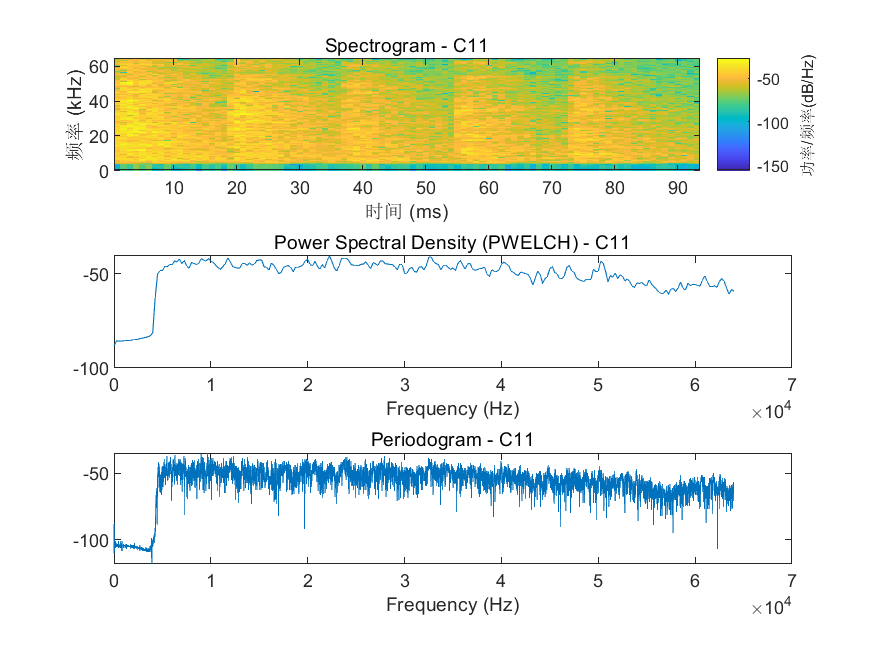 Spectrogram - C11
60
40
20
0
频率 (kHz)
10 20 30 40 50 60 70 80 90
时间 (ms)
-50
-100
-150
功率/频率(dB/Hz)
Power Spectral Density (PWELCH) - C11
-50
-100
0 1 2 3 4 5 6 7
Frequency (Hz)
×10^4
Periodogram - C11
-50
-100
0 1 2 3 4 5 6 7
Frequency (Hz)
×10^4